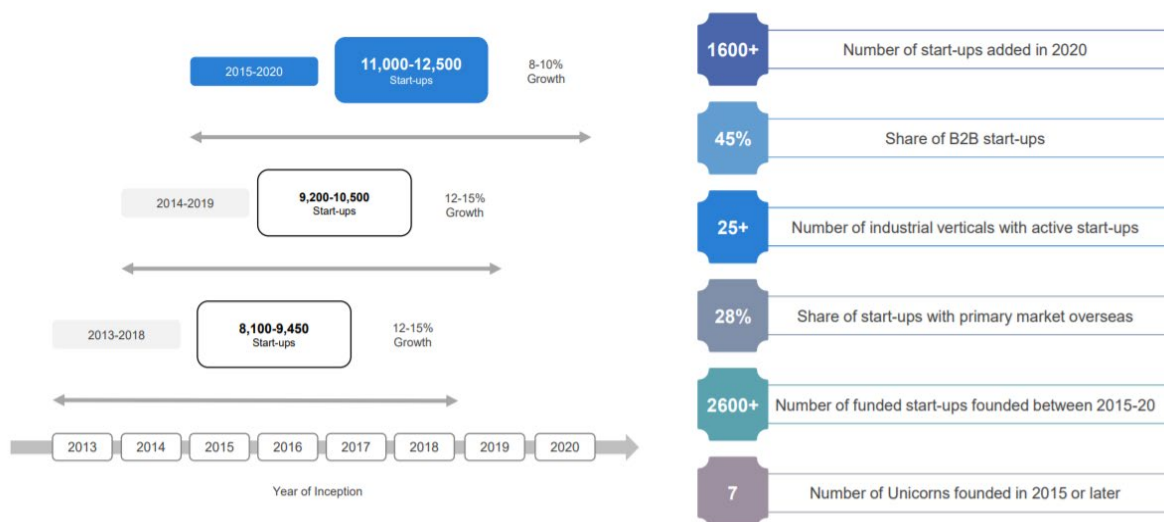 2015-2020
11,000-12,500
Start-ups
8-10%
Growth
2014-2019
9,200-10,500
Start-ups
12-15%
Growth
2013-2018
8,100-9,450
Start-ups
12-15%
Growth
2013 2014 2015 2016 2017 2018 2019 2020
Year of Inception
1600+ Number of start-ups added in 2020
45% Share of B2B start-ups
25+ Number of industrial verticals with active start-ups
28% Share of start-ups with primary market overseas
2600+ Number of funded start-ups founded between 2015-20
7 Number of Unicorns founded in 2015 or later